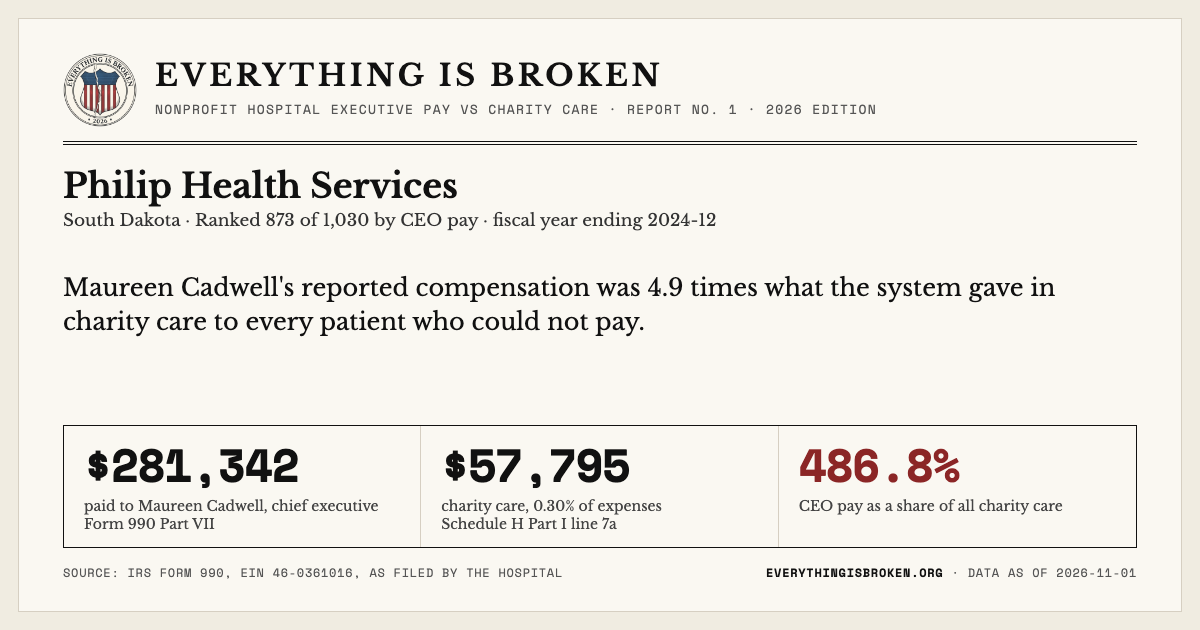 EVERYTHING IS BROKEN
2026
EVERYTHING IS BROKEN
NONPROFIT HOSPITAL EXECUTIVE PAY VS CHARITY CARE · REPORT NO. 1 · 2026 EDITION
Philip Health Services
South Dakota · Ranked 873 of 1,030 by CEO pay · fiscal year ending 2024-12
Maureen Cadwell's reported compensation was 4.9 times what the system gave in
charity care to every patient who could not pay.
$281,342
paid to Maureen Cadwell, chief executive
Form 990 Part VII
$57,795
charity care, 0.30% of expenses
Schedule H Part I line 7a
486.8%
CEO pay as a share of all charity care
SOURCE: IRS FORM 990, EIN 46-0361016, AS FILED BY THE HOSPITAL
EVERYTHINGISBROKEN.ORG · DATA AS OF 2026-11-01